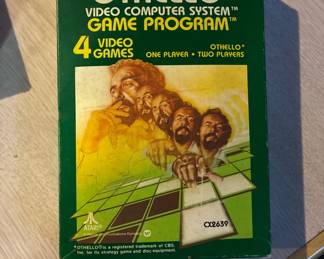 OTHELLO
VIDEO COMPUTER SYSTEM™
GAME PROGRAM™
4 VIDEO GAMES
OTHELLO®
ONE PLAYER • TWO PLAYERS
ATARI®
CX2639
*OTHELLO® is a registered trademark of CBS,
Inc. for its strategy game and disc equipment.